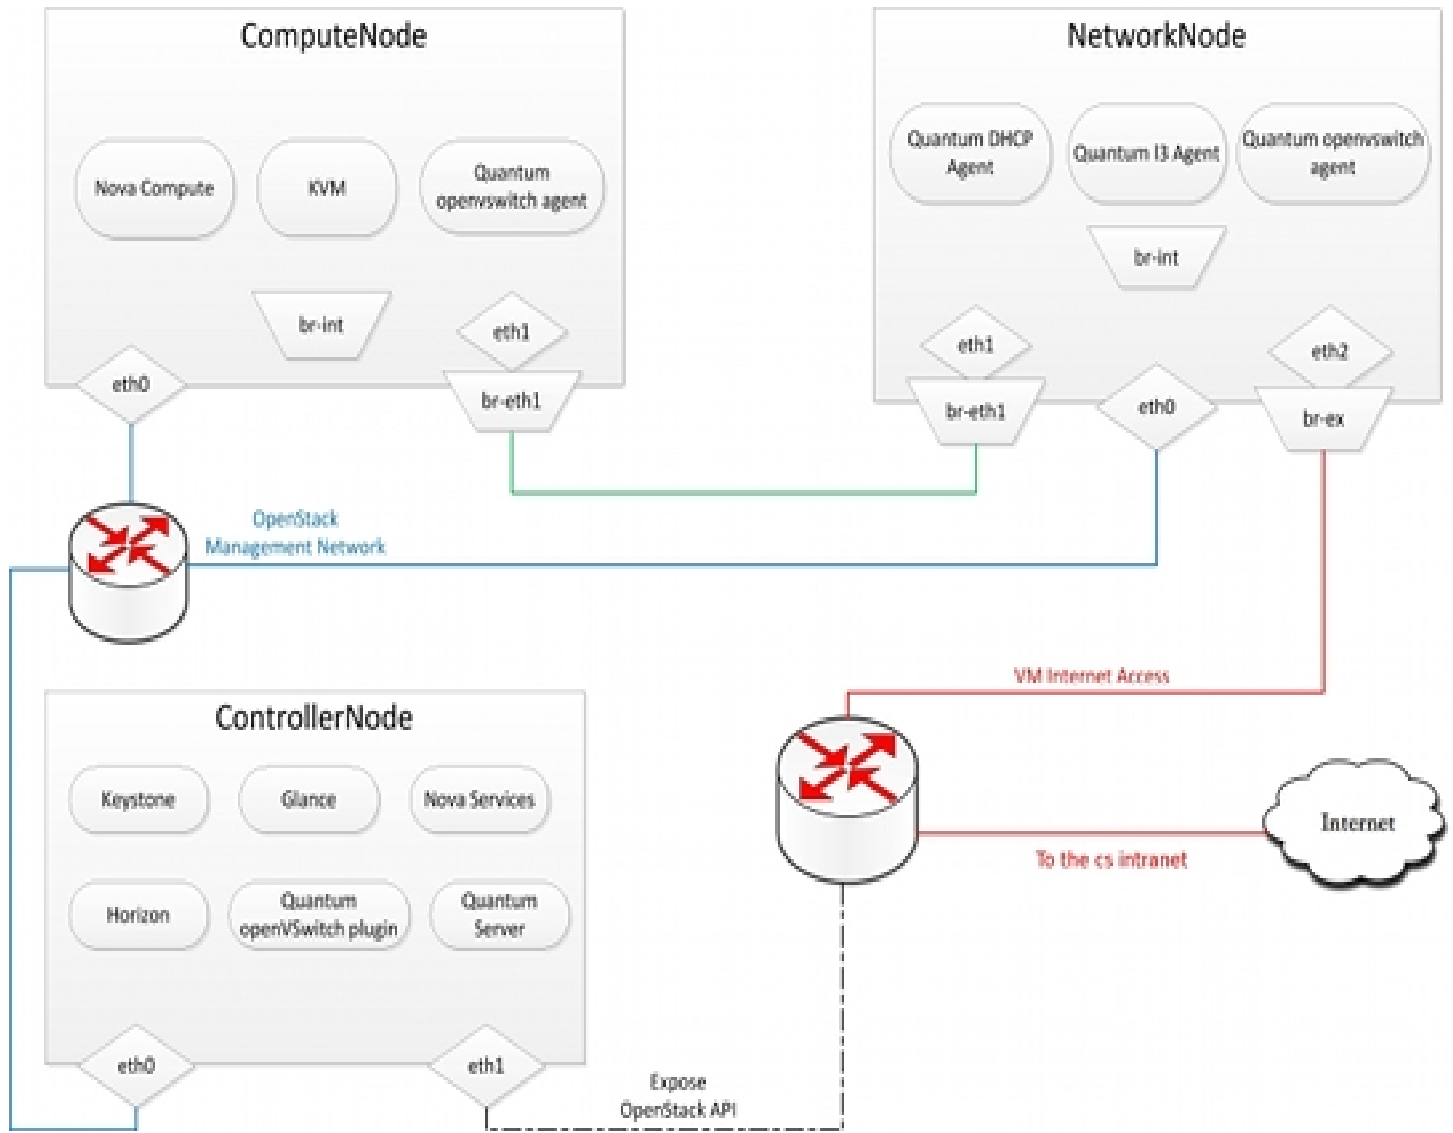 ComputeNode
Nova Compute
KVM
Quantum
openvswitch agent
br-int
eth1
eth0
br-eth1
NetworkNode
Quantum DHCP
Agent
Quantum l3 Agent
Quantum openvswitch
agent
br-int
eth1
eth2
br-eth1
eth0
br-ex
OpenStack
Management Network
VM Internet Access
ControllerNode
Keystone
Glance
Nova Services
Horizon
Quantum
openVSwitch plugin
Quantum
Server
eth0
eth1
Internet
To the cs intranet
Expose
OpenStack API